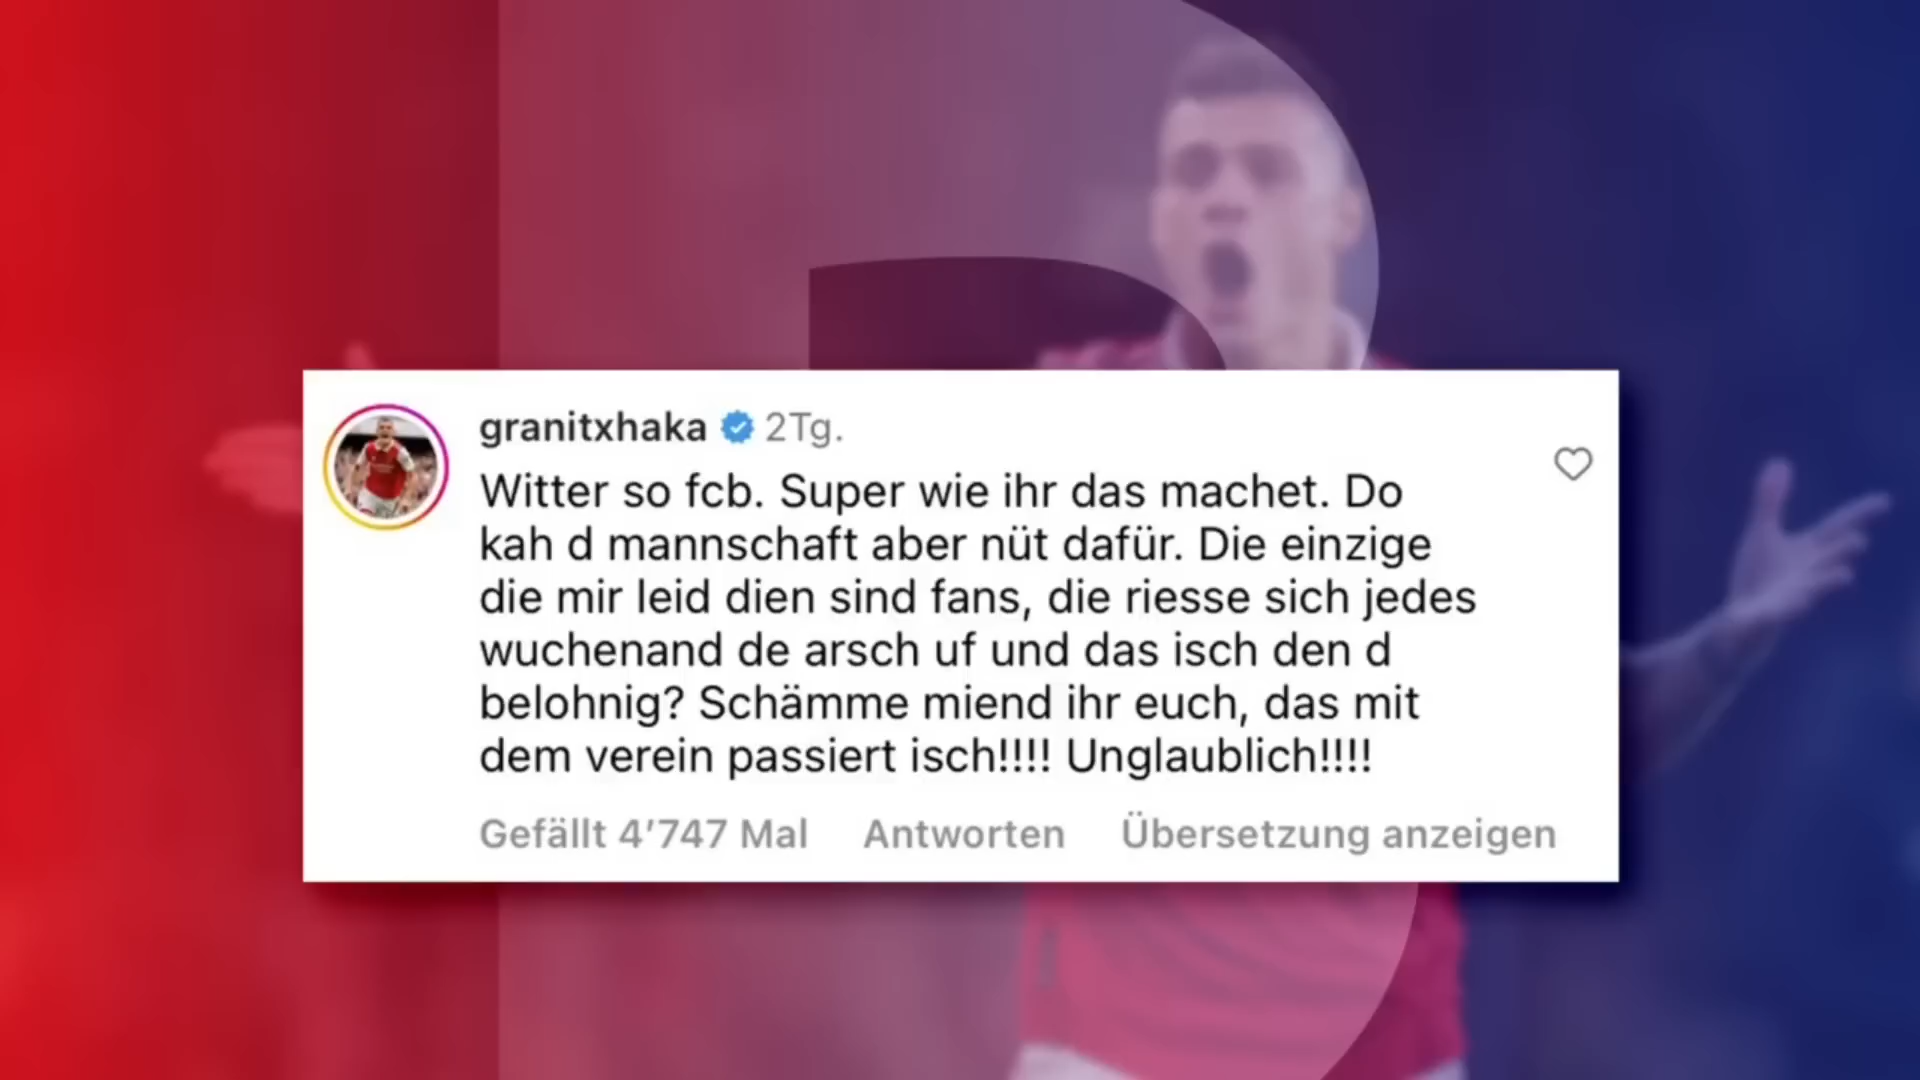 granitxhaka 2Tg.
Witter so fcb. Super wie ihr das machet. Do
kah d mannschaft aber nüt dafür. Die einzige
die mir leid dien sind fans, die riesse sich jedes
wuchenand de arsch uf und das isch den d
belohnig? Schämme miend ihr euch, das mit
dem verein passiert isch!!!! Unglaublich!!!!
Gefällt 4’747 Mal Antworten Übersetzung anzeigen